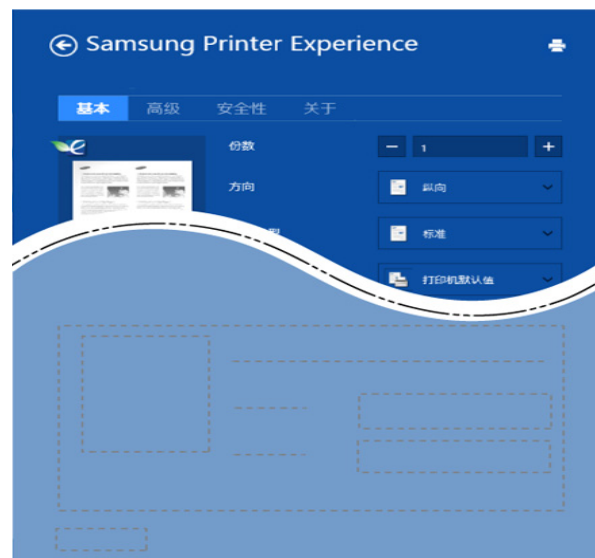 Samsung Printer Experience
基本 高级 安全性 关于
份数 1
方向 纵向
型 标准
打印机默认值